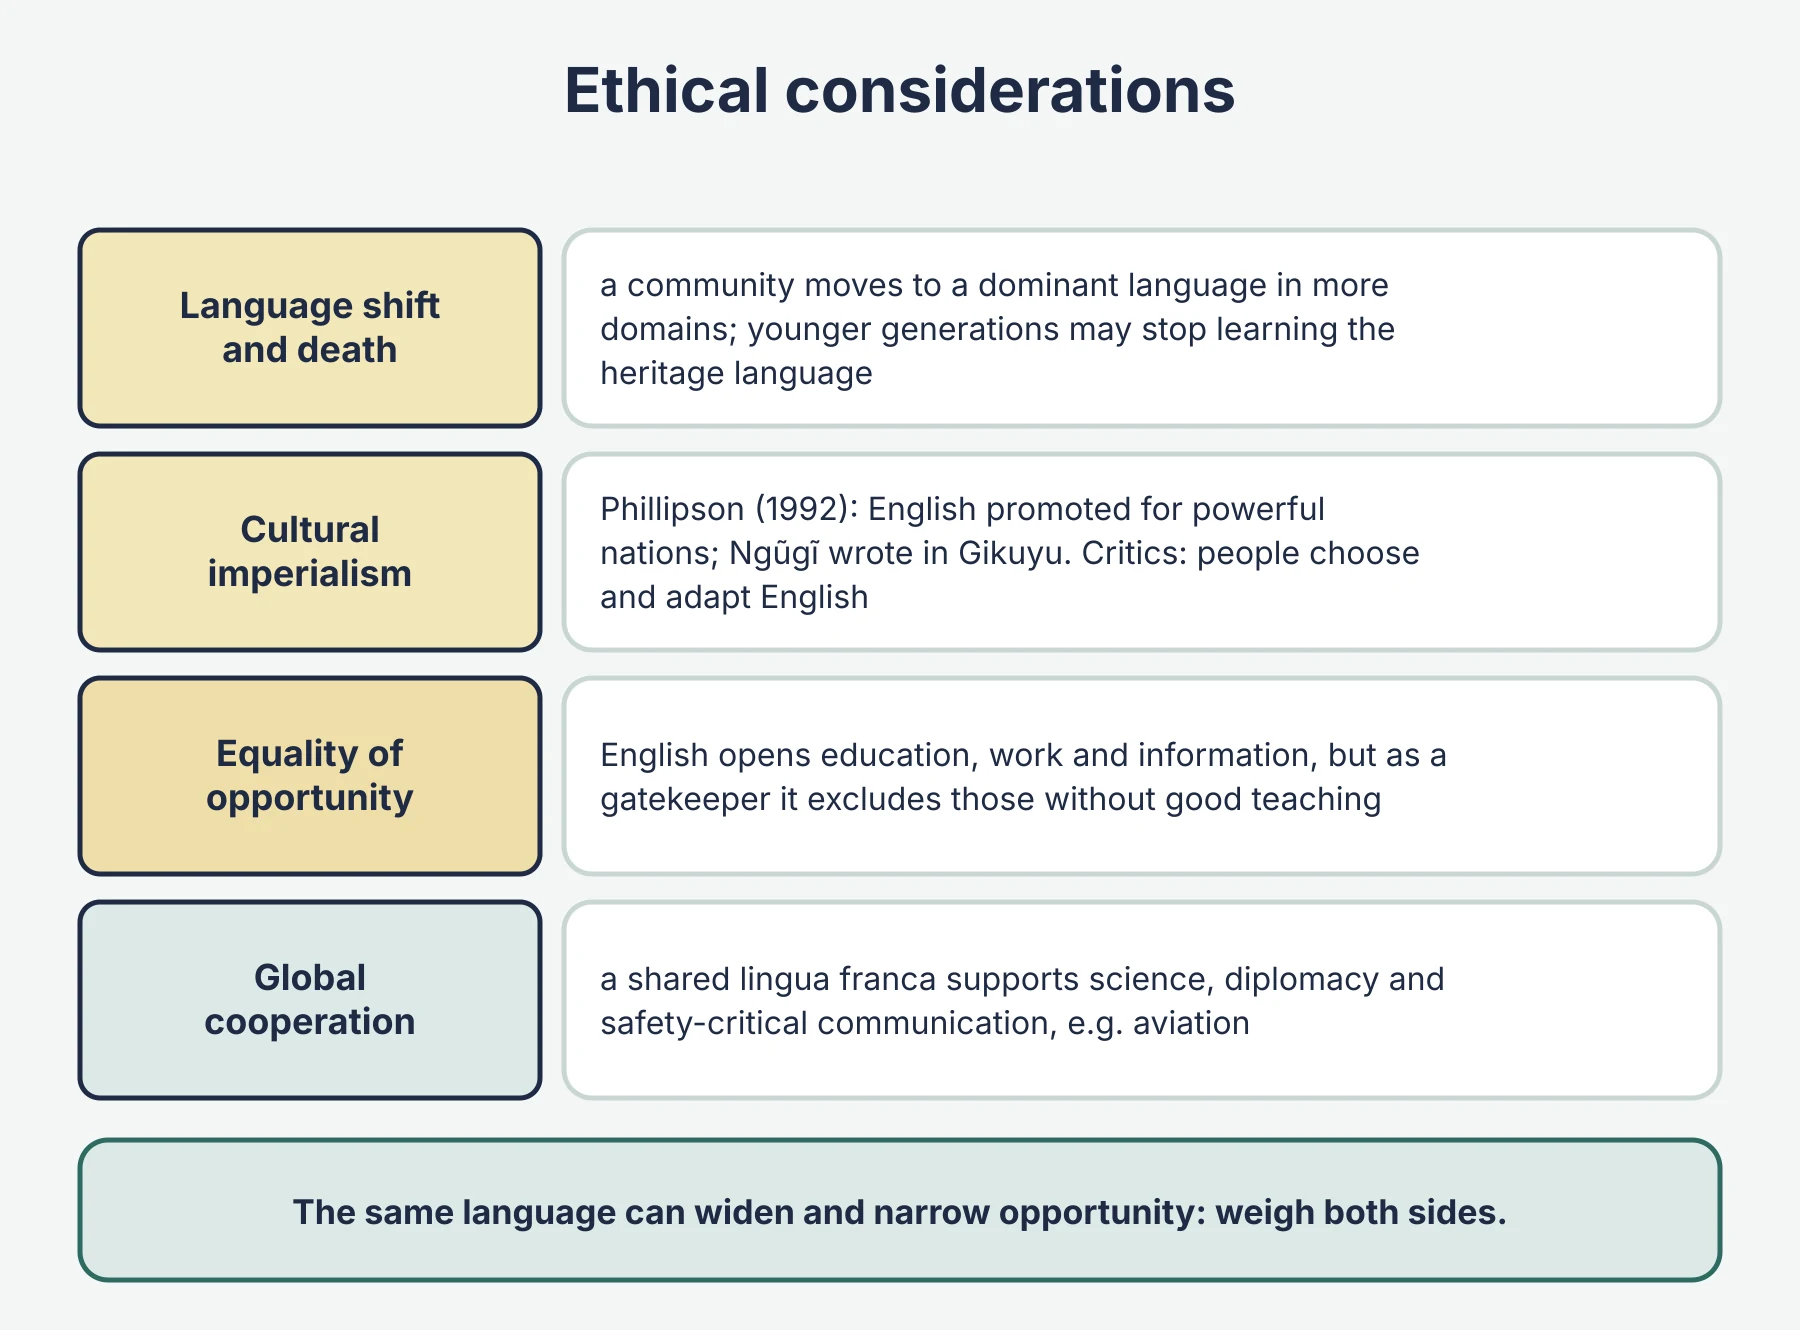 Ethical considerations
Language shift
and death
a community moves to a dominant language in more
domains; younger generations may stop learning the
heritage language
Cultural
imperialism
Phillipson (1992): English promoted for powerful
nations; Ngũgĩ wrote in Gikuyu. Critics: people choose
and adapt English
Equality of
opportunity
English opens education, work and information, but as a
gatekeeper it excludes those without good teaching
Global
cooperation
a shared lingua franca supports science, diplomacy and
safety-critical communication, e.g. aviation
The same language can widen and narrow opportunity: weigh both sides.